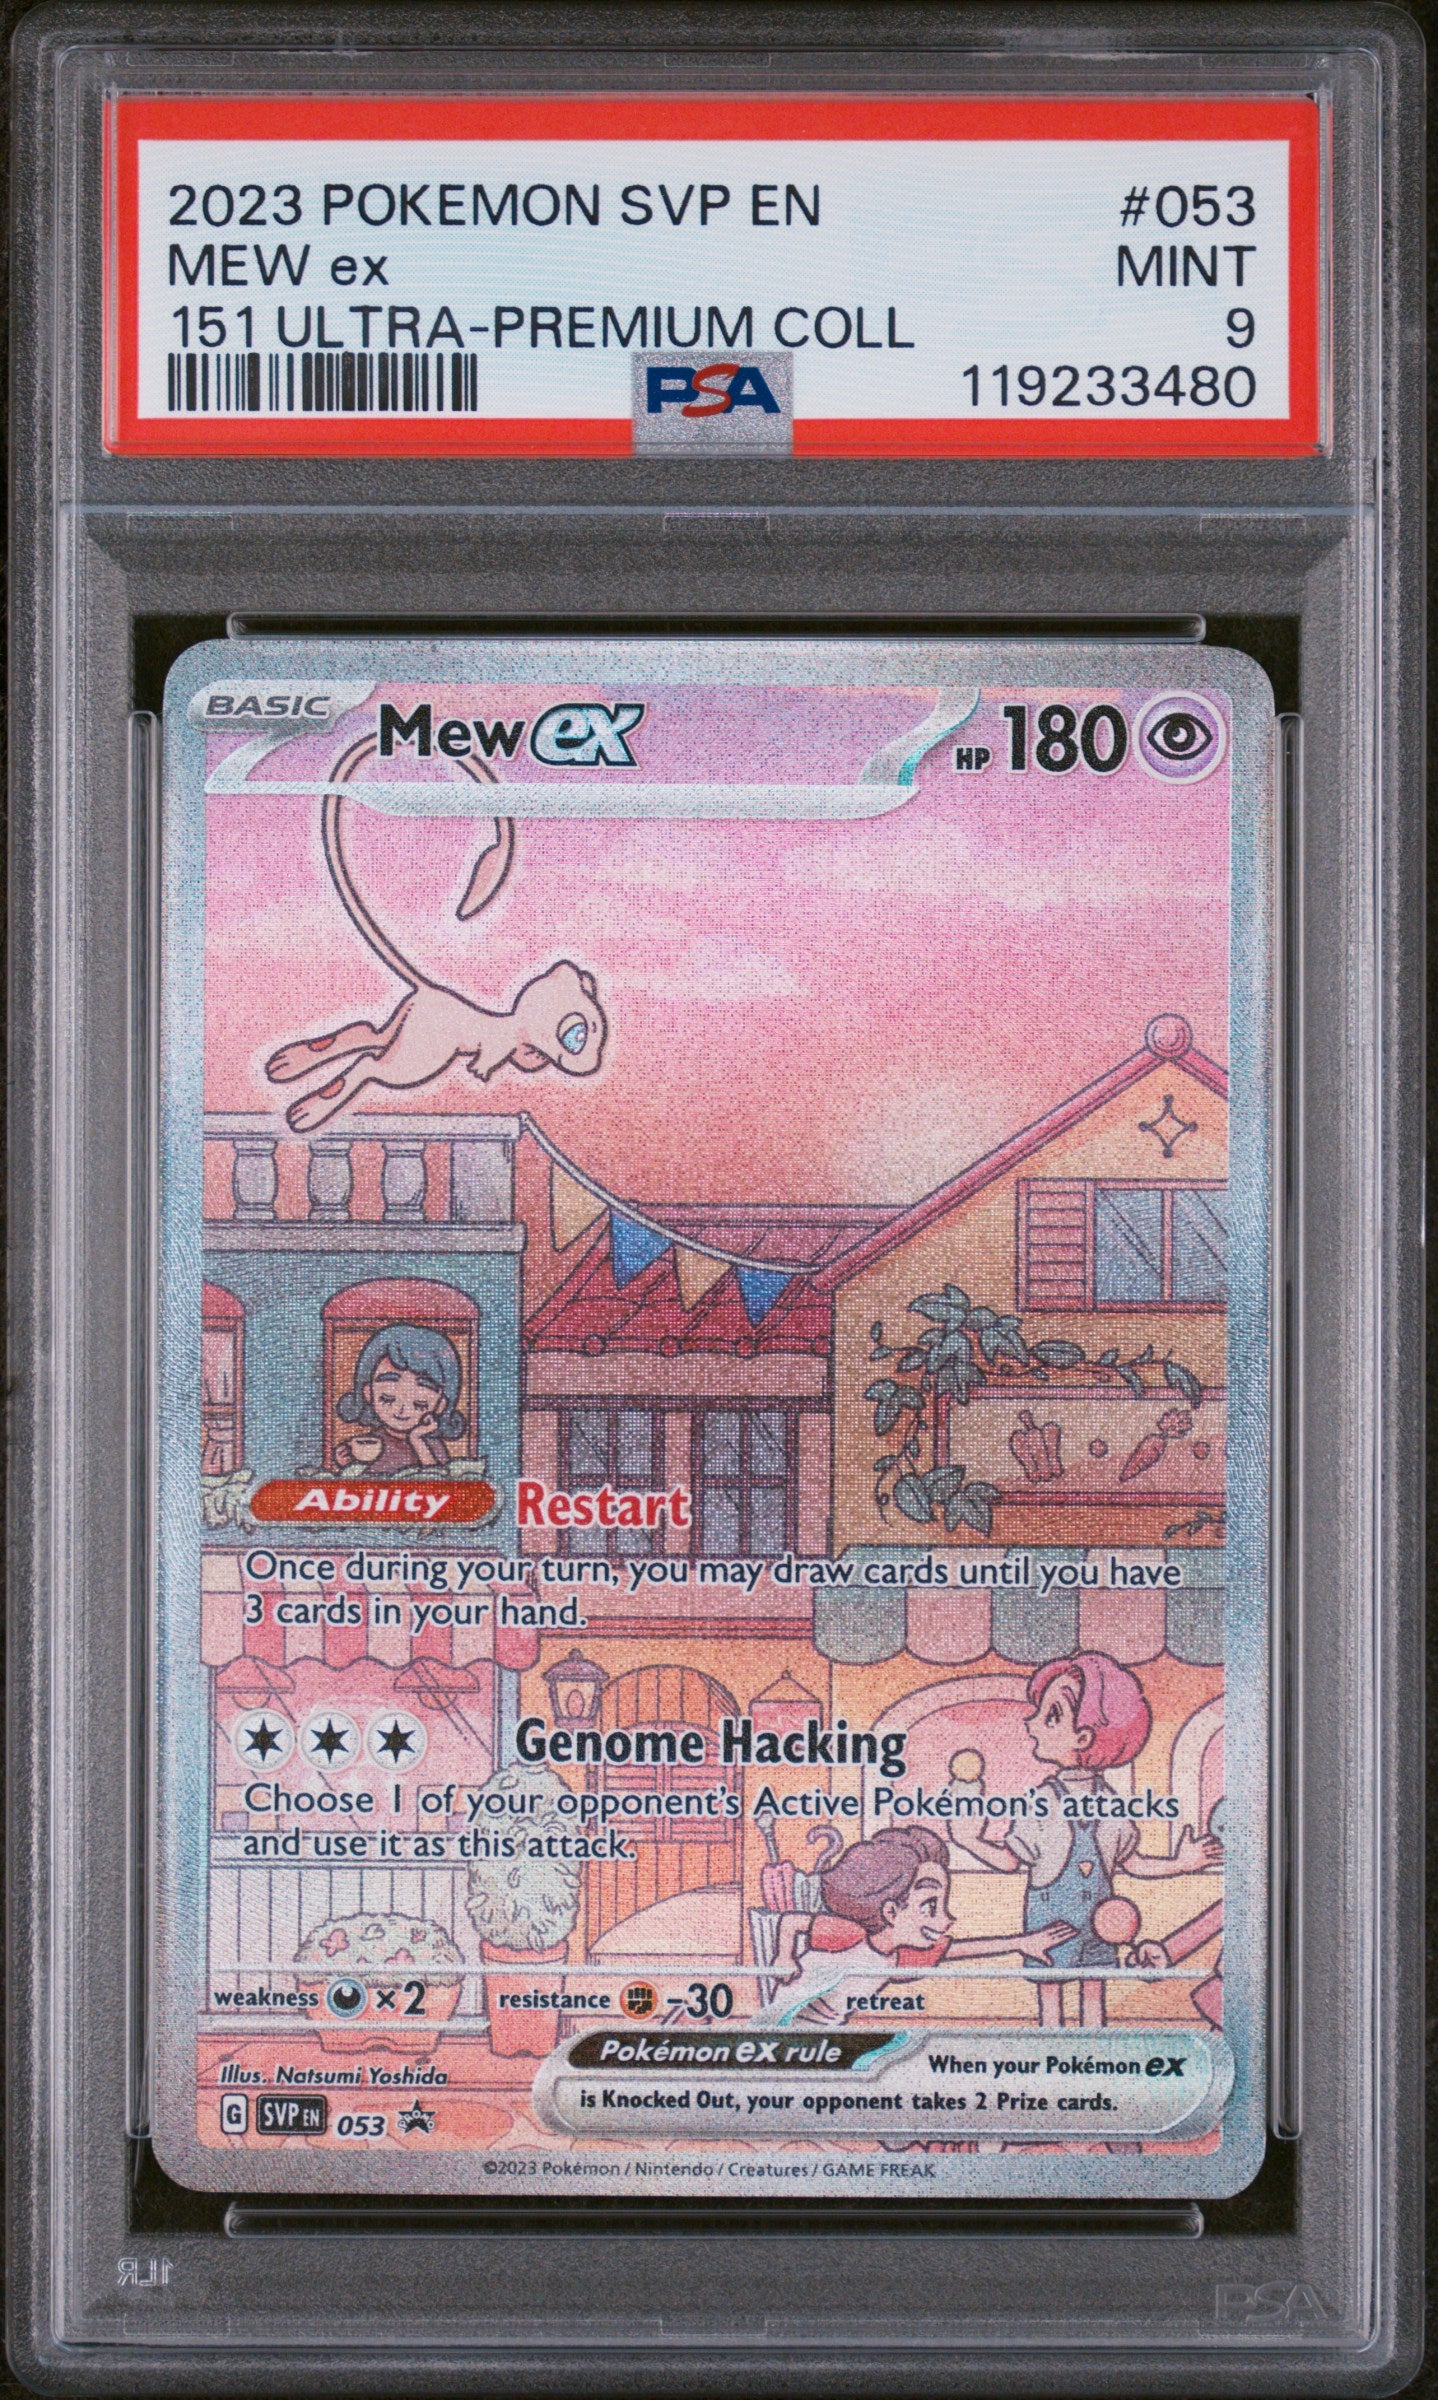 2023 POKEMON SVP EN #053
MEW ex MINT
151 ULTRA-PREMIUM COLL 9
PSA 119233480
BASIC Mew ex HP 180
Ability Restart
Once during your turn, you may draw cards until you have
3 cards in your hand.
Genome Hacking
Choose 1 of your opponent's Active Pokémon's attacks
and use it as this attack.
weakness ×2 resistance -30 retreat
Pokémon ex rule When your Pokémon ex
is Knocked Out, your opponent takes 2 Prize cards.
Illus. Natsumi Yoshida
G SVP EN 053
©2023 Pokémon / Nintendo / Creatures / GAME FREAK
1LR
PSA